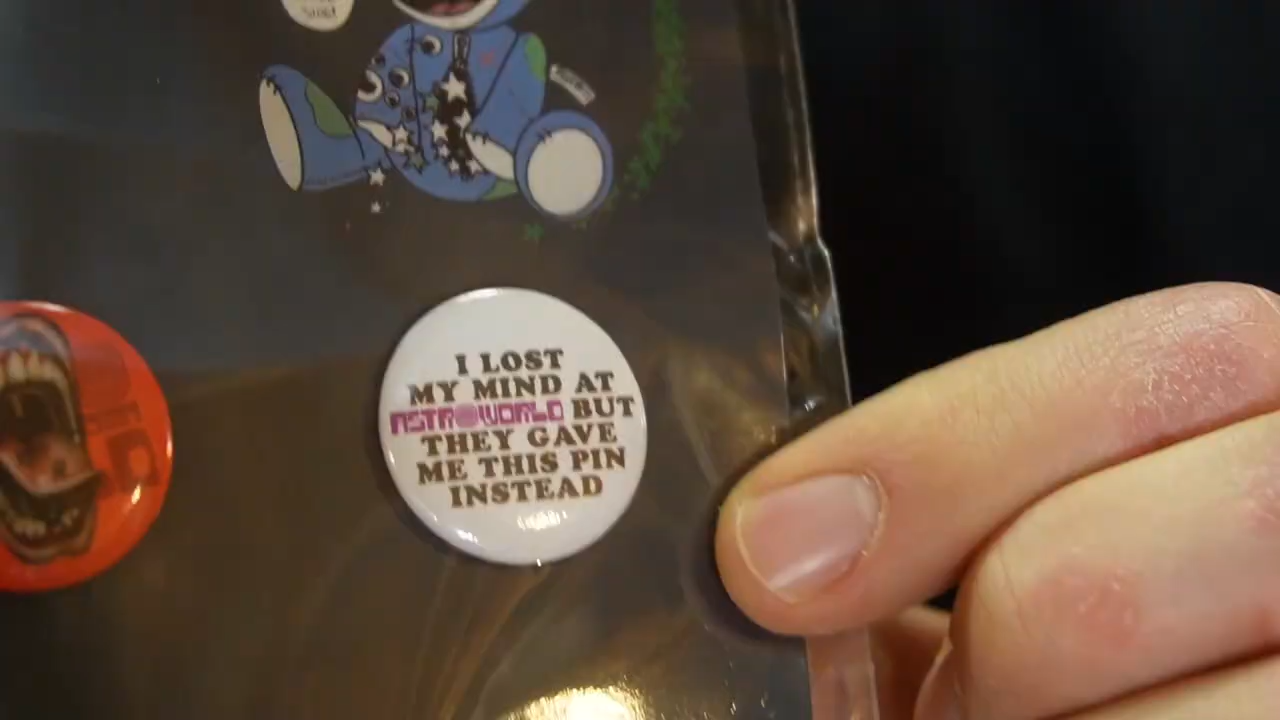 I LOST
MY MIND AT
ASTROWORLD BUT
THEY GAVE
ME THIS PIN
INSTEAD